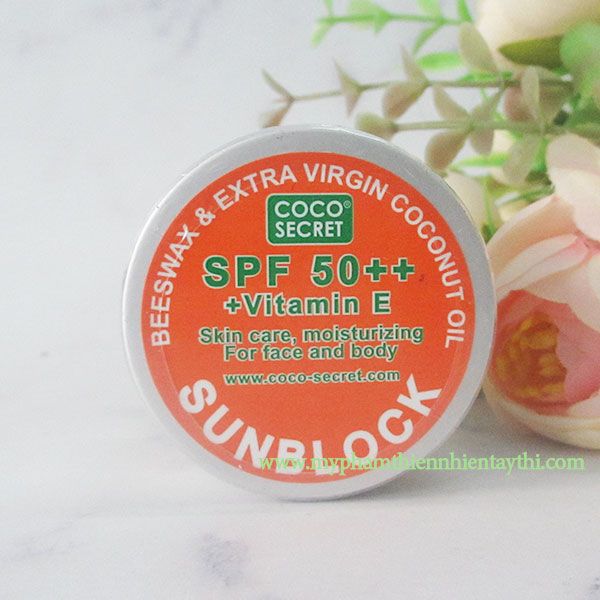 BEESWAX & EXTRA VIRGIN COCONUT OIL
COCO®
SECRET
SPF 50++
+Vitamin E
Skin care, moisturizing
For face and body
www.coco-secret.com
SUNBLOCK
www.myphamthiennhientaythi.com